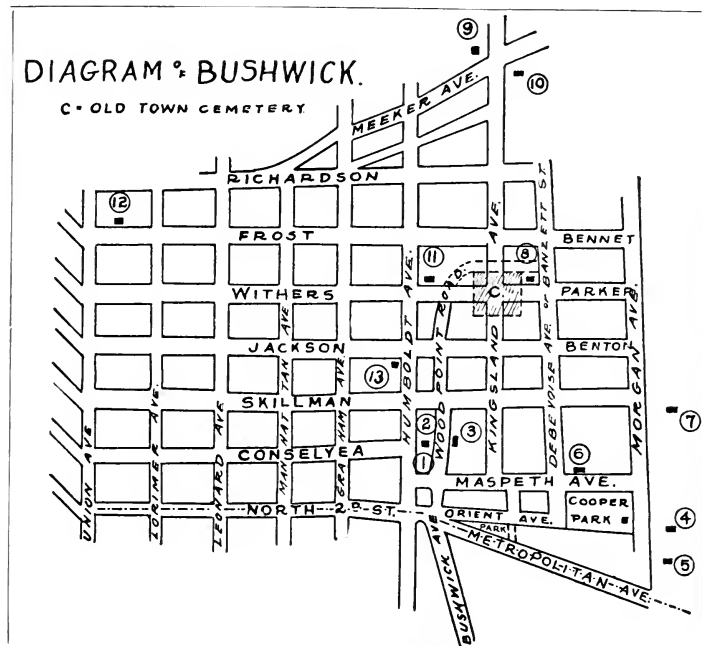 DIAGRAM OF BUSHWICK.
C = OLD TOWN CEMETERY
9
10
MEEKER AVE.
RICHARDSON
12
FROST
BENNET
11
8
C
WITHERS
PARKER
JACKSON
BENTON
13
SKILLMAN
7
2
3
CONSELYEA
1
6
MASPETH AVE.
COOPER
PARK
NORTH 2D ST.
ORIENT AVE.
PARK
4
5
METROPOLITAN AVE.
BUSHWICK AVE
UNION AVE
LORIMER AVE.
LEONARD AVE
MANHATTAN AVE
GRAHAM AVE.
HUMBOLDT AVE.
WOODPOINT ROAD
KINGSLAND AVE.
DEBEVOISE AVE. OR BANZETT ST.
MORGAN AVE.